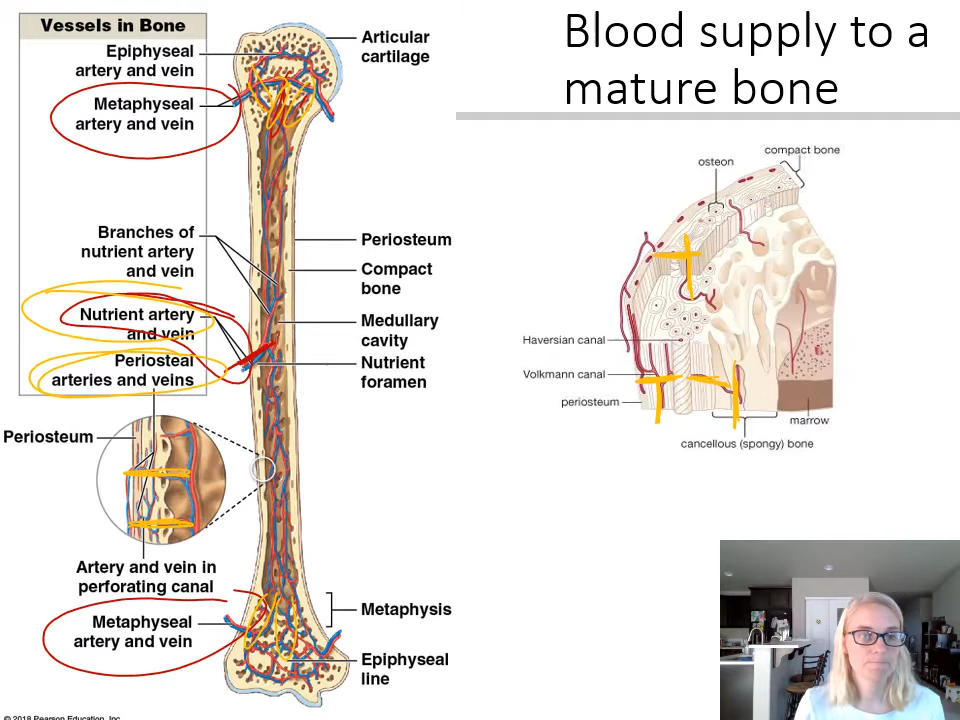 Blood supply to a
mature bone
Vessels in Bone
Epiphyseal
artery and vein
Metaphyseal
artery and vein
Branches of
nutrient artery
and vein
Nutrient artery
and vein
Periosteal
arteries and veins
Periosteum
Artery and vein in
perforating canal
Metaphyseal
artery and vein
Articular
cartilage
Periosteum
Compact
bone
Medullary
cavity
Nutrient
foramen
Metaphysis
Epiphyseal
line
© 2018 Pearson Education, Inc.
compact bone
osteon
Haversian canal
Volkmann canal
periosteum
marrow
cancellous (spongy) bone